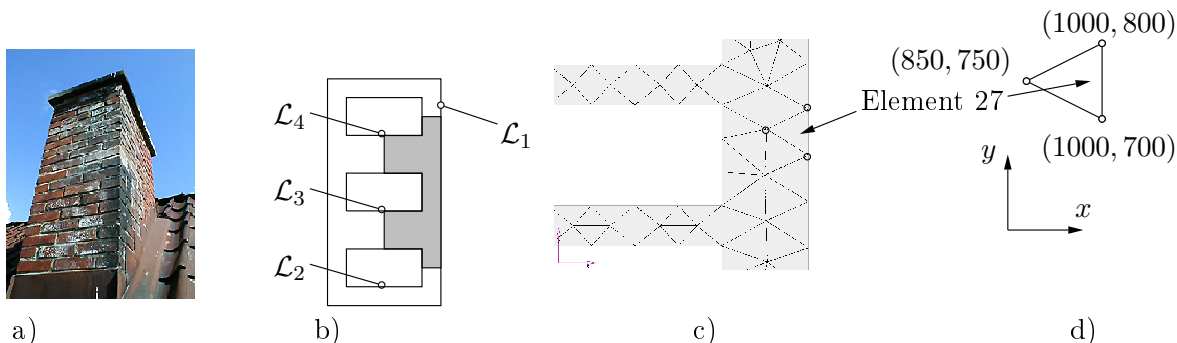 (1000, 800)
(850, 750)
Element 27
(1000, 700)
y
x
ℒ₄
ℒ₁
ℒ₃
ℒ₂
a)
b)
c)
d)